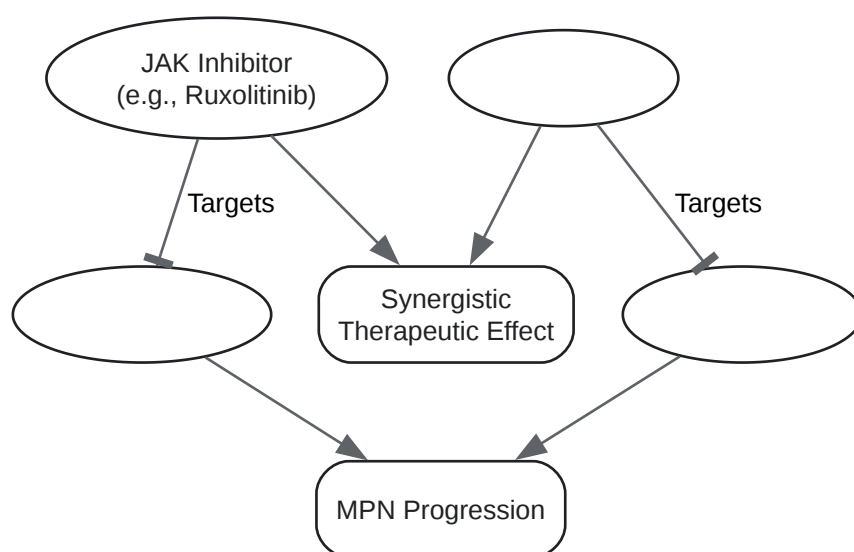 JAK Inhibitor
(e.g., Ruxolitinib)
Targets
Targets
Synergistic
Therapeutic Effect
MPN Progression